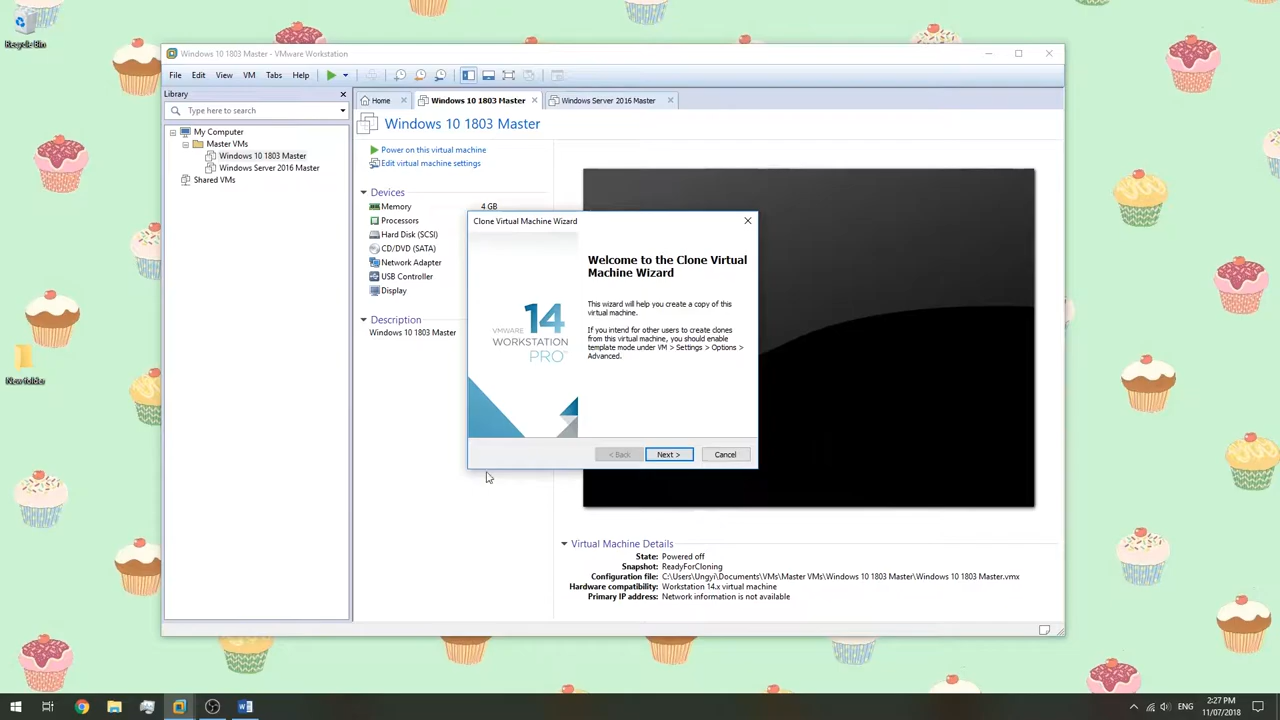 Recycle Bin
New folder
Windows 10 1803 Master - VMware Workstation
File Edit View VM Tabs Help
Library
Type here to search
My Computer
Master VMs
Windows 10 1803 Master
Windows Server 2016 Master
Shared VMs
Home
Windows 10 1803 Master
Windows Server 2016 Master
Windows 10 1803 Master
Power on this virtual machine
Edit virtual machine settings
Devices
Memory 4 GB
Processors
Hard Disk (SCSI)
CD/DVD (SATA)
Network Adapter
USB Controller
Display
Description
Windows 10 1803 Master
Clone Virtual Machine Wizard
14
VMWARE
WORKSTATION
PRO™
Welcome to the Clone Virtual
Machine Wizard
This wizard will help you create a copy of this
virtual machine.
If you intend for other users to create clones
from this virtual machine, you should enable
template mode under VM > Settings > Options >
Advanced.
< Back Next > Cancel
Virtual Machine Details
State: Powered off
Snapshot: ReadyForCloning
Configuration file: C:\Users\Ungyi\Documents\VMs\Master VMs\Windows 10 1803 Master\Windows 10 1803 Master.vmx
Hardware compatibility: Workstation 14.x virtual machine
Primary IP address: Network information is not available
ENG
2:27 PM
11/07/2018